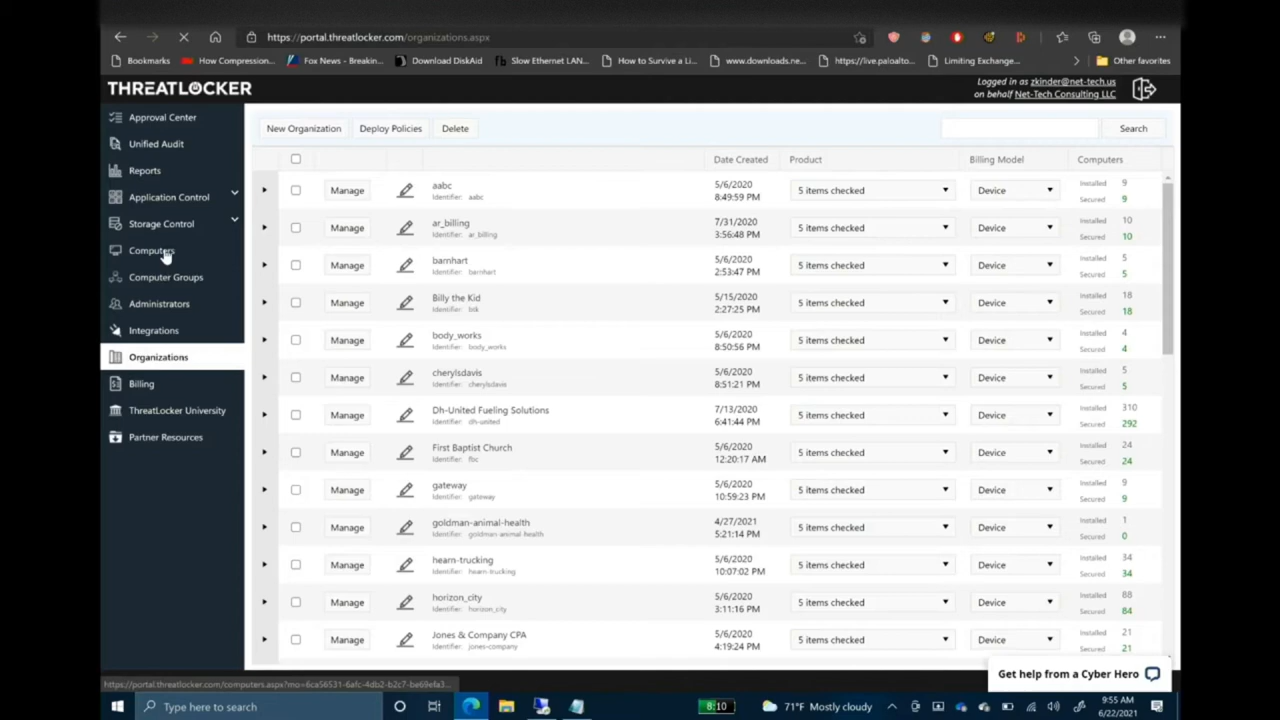 https://portal.threatlocker.com/organizations.aspx
Bookmarks
How Compression...
Fox News - Breakin...
Download DiskAid
Slow Ethernet LAN...
How to Survive a Li...
www.downloads.ne...
https://live.paloalto...
Limiting Exchange...
Other favorites
THREATLOCKER
Logged in as zkinder@net-tech.us
on behalf Net-Tech Consulting LLC
Approval Center
Unified Audit
Reports
Application Control
Storage Control
Computers
Computer Groups
Administrators
Integrations
Organizations
Billing
ThreatLocker University
Partner Resources
New Organization Deploy Policies Delete Search
Date Created Product Billing Model Computers
Manage aabc 5/6/2020 5 items checked Device Installed 9
Identifier: aabc 8:49:59 PM Secured 9
Manage ar_billing 7/31/2020 5 items checked Device Installed 10
Identifier: ar_billing 3:56:48 PM Secured 10
Manage barnhart 5/6/2020 5 items checked Device Installed 5
Identifier: barnhart 2:53:47 PM Secured 5
Manage Billy the Kid 5/15/2020 5 items checked Device Installed 18
Identifier: btk 2:27:25 PM Secured 18
Manage body_works 5/6/2020 5 items checked Device Installed 4
Identifier: body_works 8:50:56 PM Secured 4
Manage cherylsdavis 5/6/2020 5 items checked Device Installed 5
Identifier: cherylsdavis 8:51:21 PM Secured 5
Manage Dh-United Fueling Solutions 7/13/2020 5 items checked Device Installed 310
Identifier: dh-united 6:41:44 PM Secured 292
Manage First Baptist Church 5/6/2020 5 items checked Device Installed 24
Identifier: fbc 12:20:17 AM Secured 24
Manage gateway 5/6/2020 5 items checked Device Installed 9
Identifier: gateway 10:59:23 PM Secured 9
Manage goldman-animal-health 4/27/2021 5 items checked Device Installed 1
Identifier: goldman-animal-health 5:21:14 PM Secured 0
Manage hearn-trucking 5/6/2020 5 items checked Device Installed 34
Identifier: hearn-trucking 10:07:02 PM Secured 34
Manage horizon_city 5/6/2020 5 items checked Device Installed 88
Identifier: horizon_city 3:11:16 PM Secured 84
Manage Jones & Company CPA 5/6/2020 5 items checked Device Installed 21
Identifier: jones-company 4:19:24 PM Secured 21
Get help from a Cyber Hero
https://portal.threatlocker.com/computers.aspx?mo=6ca56531-6afc-4db2-b2c7-be69efa3...
Type here to search
8:10
71°F Mostly cloudy
9:55 AM
6/22/2021